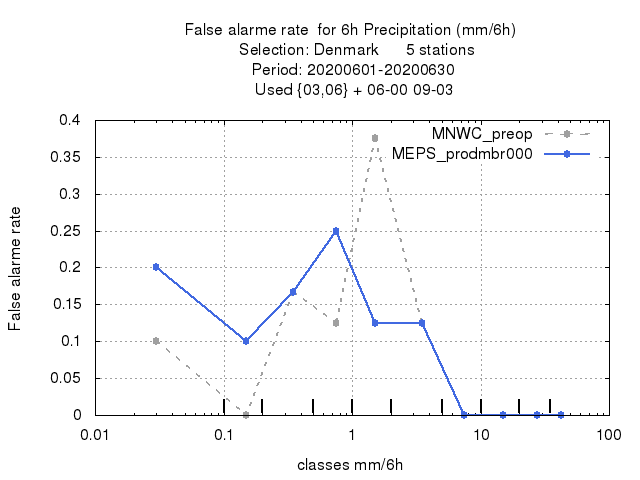 False alarme rate  for 6h Precipitation (mm/6h)
Selection: Denmark      5 stations
Period: 20200601-20200630
Used {03,06} + 06-00 09-03
MNWC_preop
MEPS_prodmbr000
0.4
0.35
0.3
0.25
0.2
0.15
0.1
0.05
0
False alarme rate
0.01
0.1
1
10
100
classes mm/6h